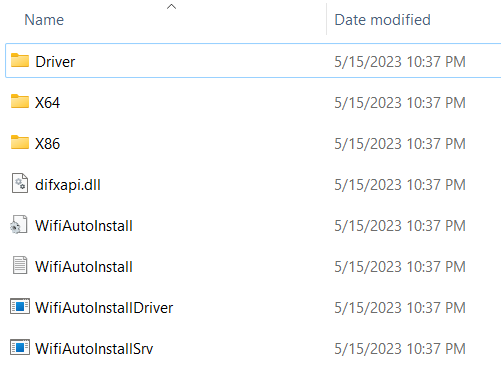 Name Date modified
Driver 5/15/2023 10:37 PM
X64 5/15/2023 10:37 PM
X86 5/15/2023 10:37 PM
difxapi.dll 5/15/2023 10:37 PM
WifiAutoInstall 5/15/2023 10:37 PM
WifiAutoInstall 5/15/2023 10:37 PM
WifiAutoInstallDriver 5/15/2023 10:37 PM
WifiAutoInstallSrv 5/15/2023 10:37 PM